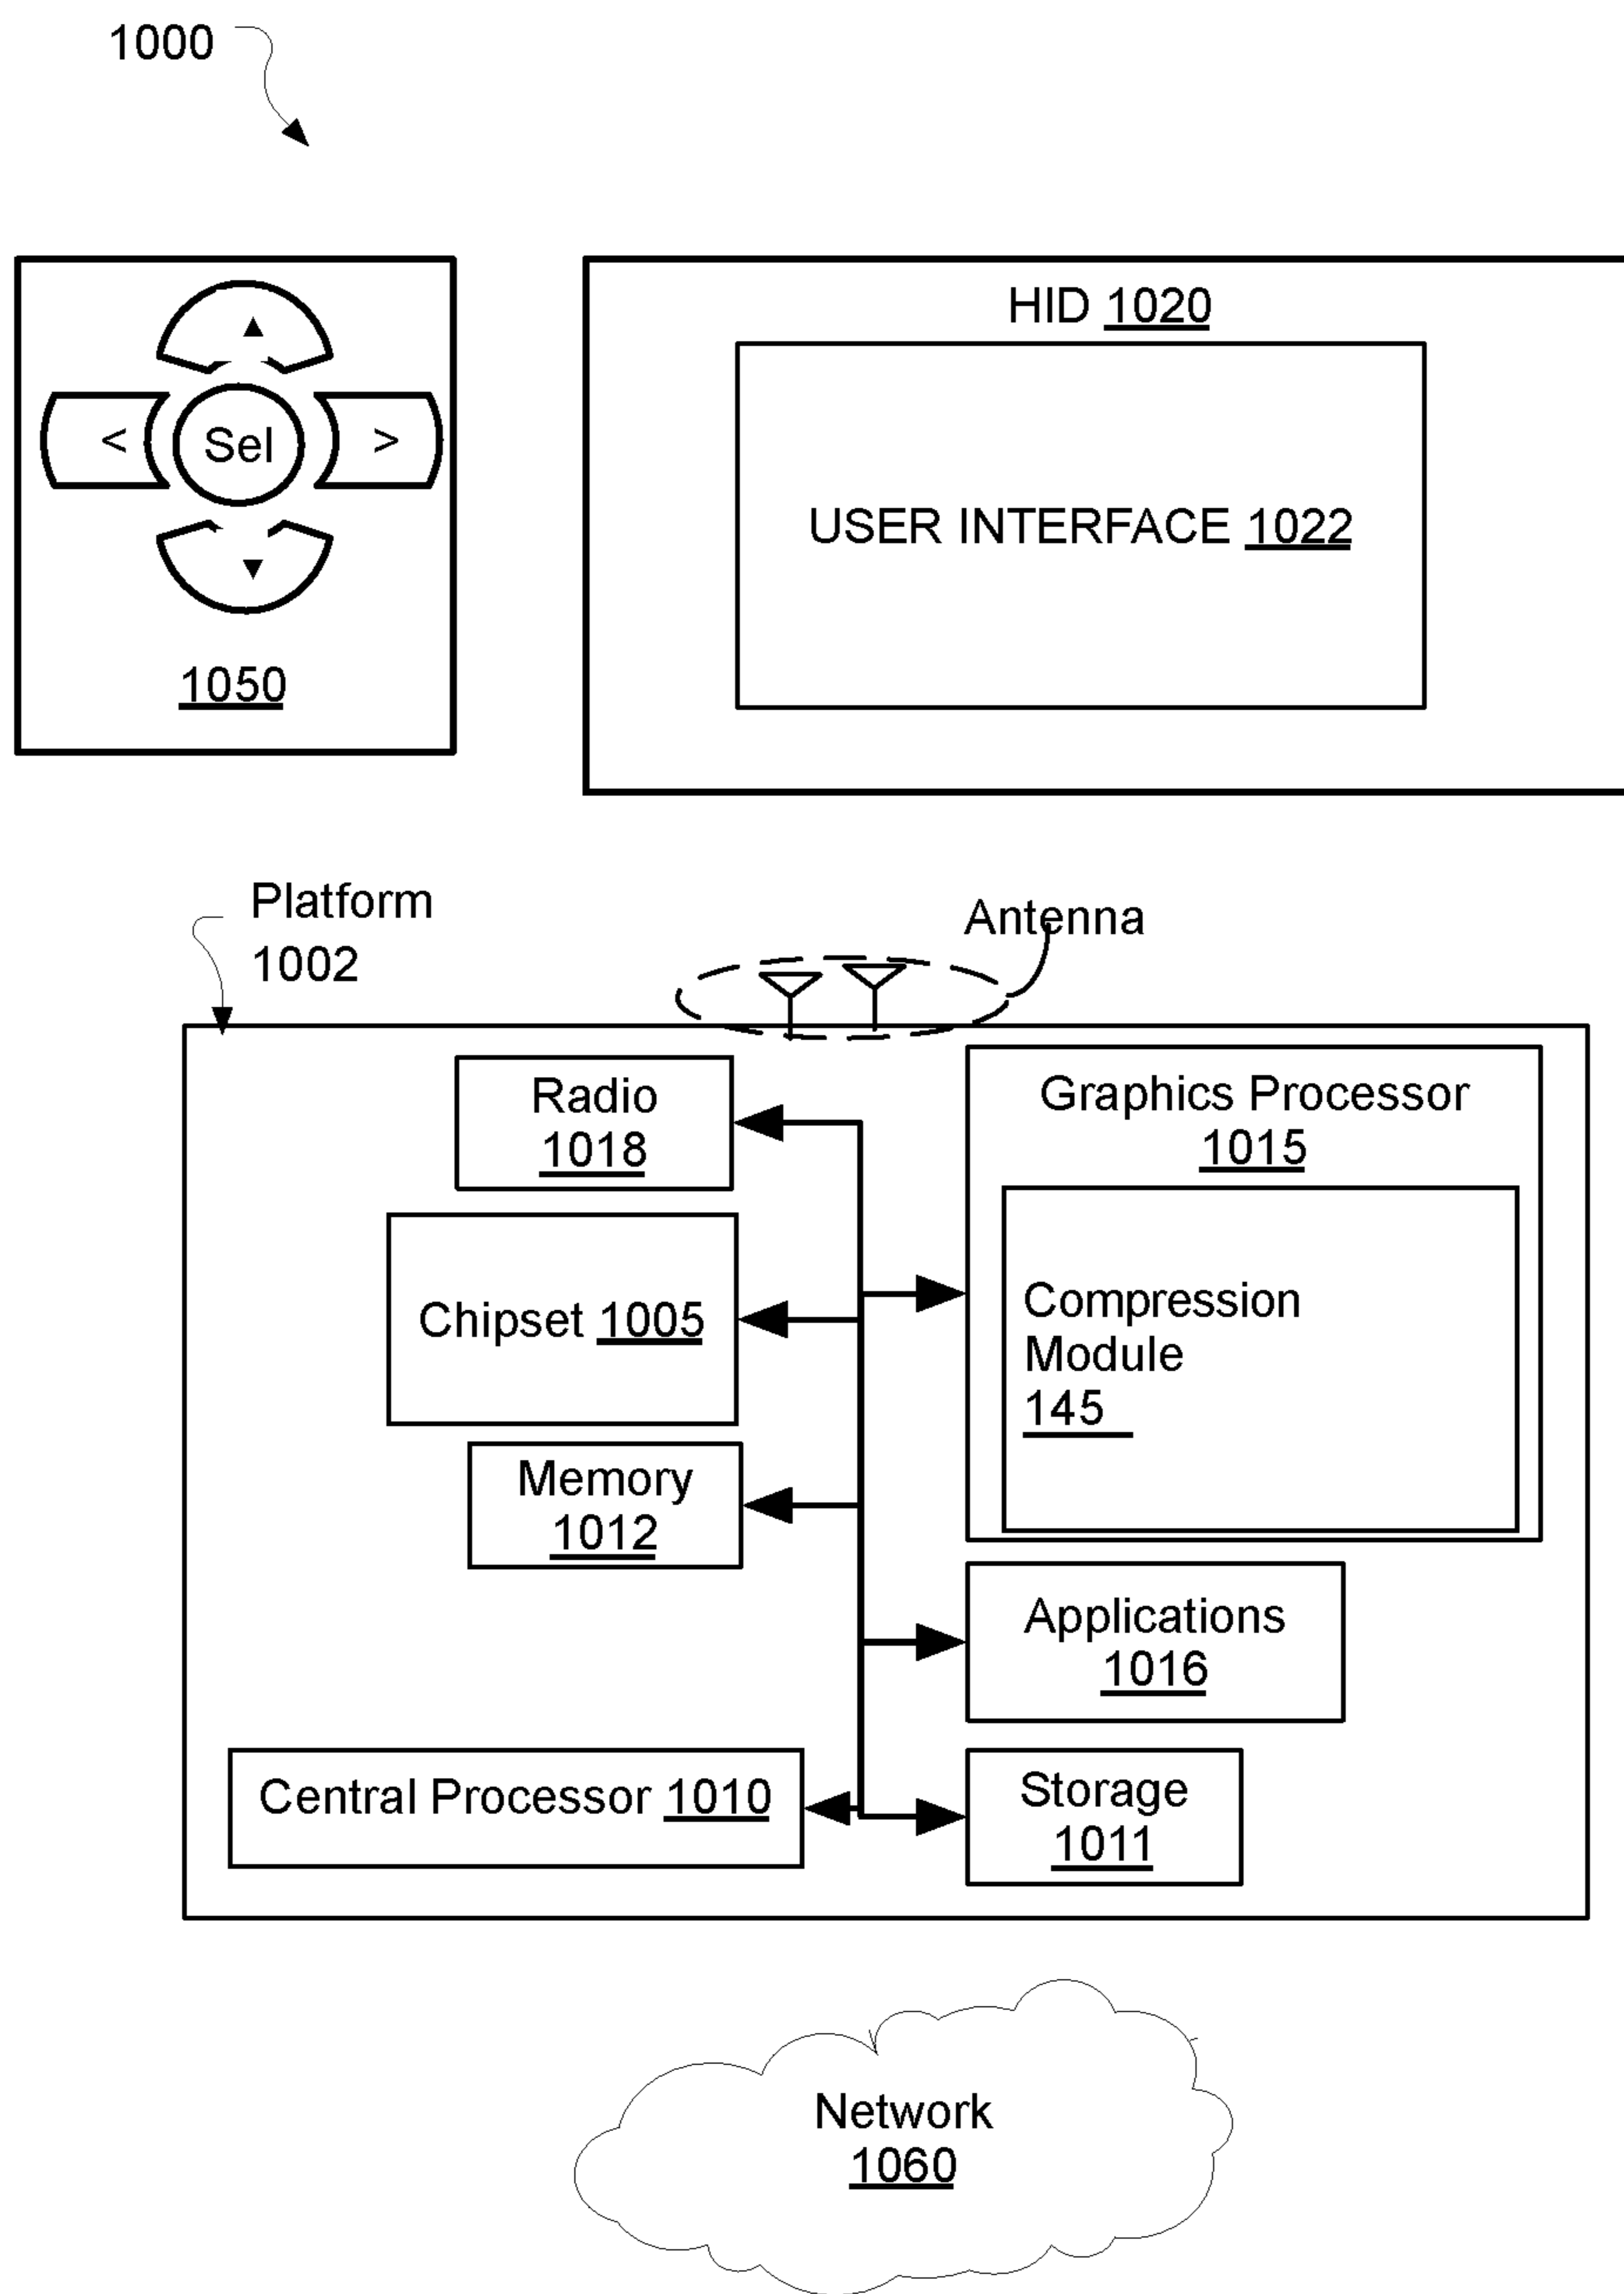 1000
HID 1020
< Sel >
USER INTERFACE 1022
1050
Platform
1002
Antenna
Radio
1018
Graphics Processor
1015
Chipset 1005
Compression
Module
145
Memory
1012
Applications
1016
Central Processor 1010
Storage
1011
Network
1060